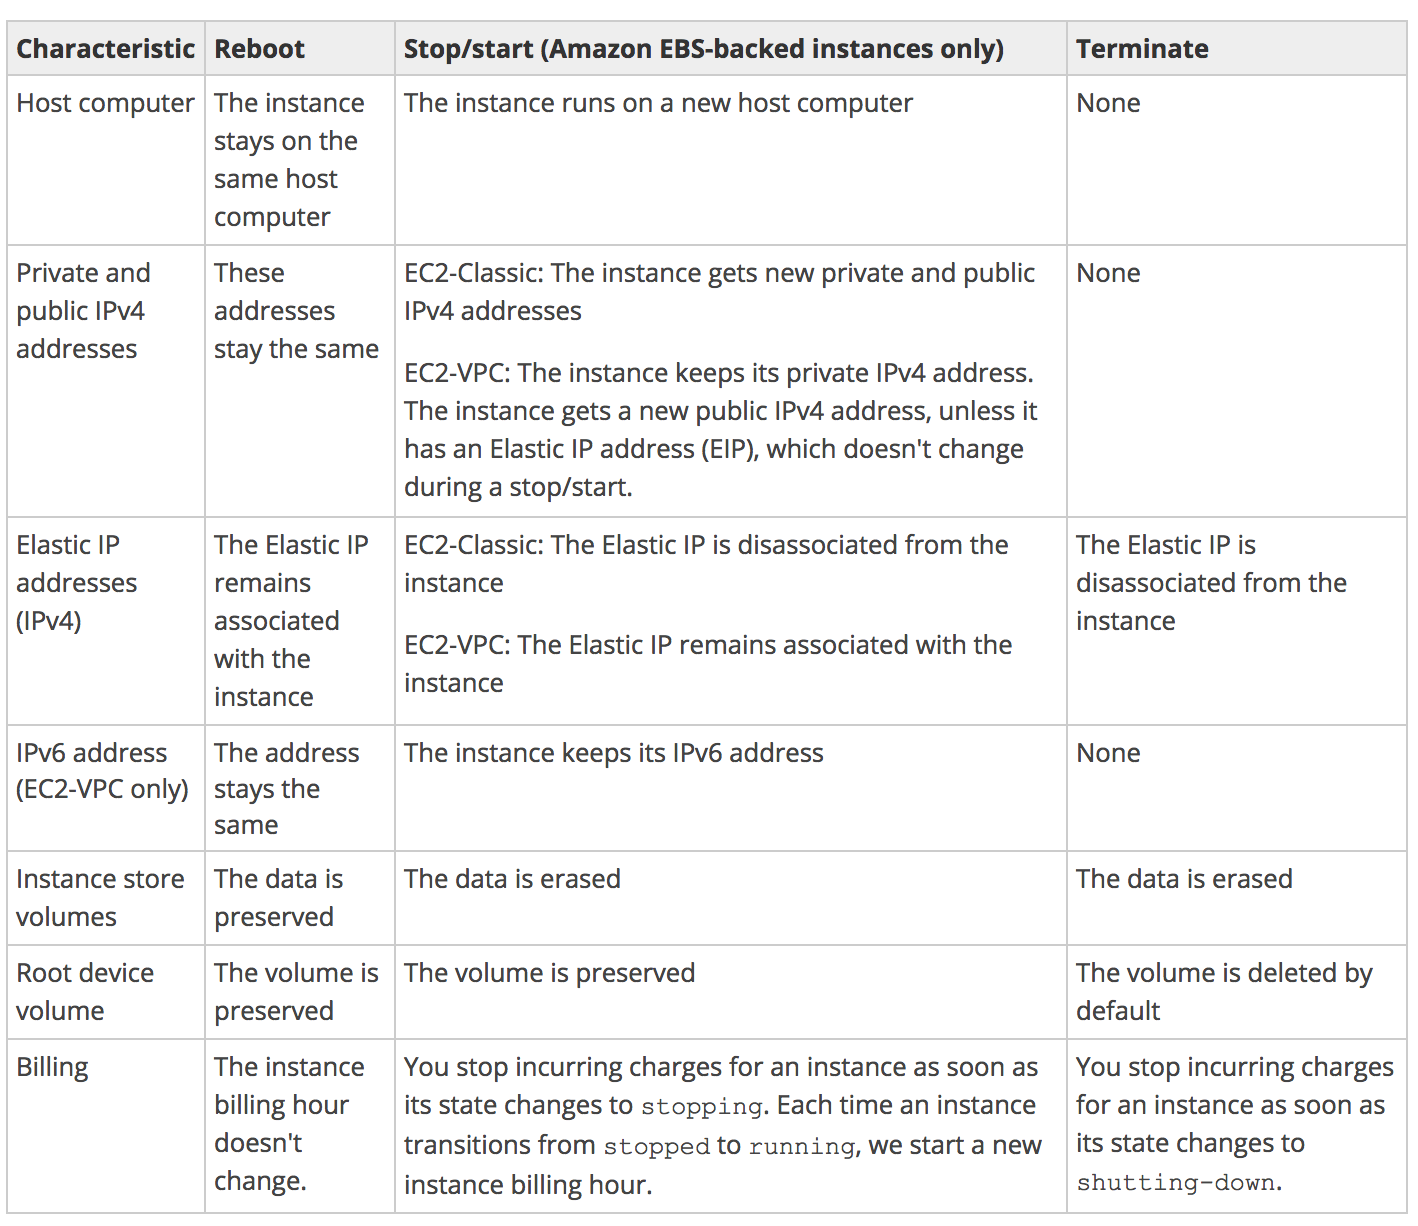 Characteristic Reboot Stop/start (Amazon EBS-backed instances only) Terminate
Host computer
The instance
stays on the
same host
computer
The instance runs on a new host computer
None
Private and
public IPv4
addresses
These
addresses
stay the same
EC2-Classic: The instance gets new private and public
IPv4 addresses
EC2-VPC: The instance keeps its private IPv4 address.
The instance gets a new public IPv4 address, unless it
has an Elastic IP address (EIP), which doesn't change
during a stop/start.
None
Elastic IP
addresses
(IPv4)
The Elastic IP
remains
associated
with the
instance
EC2-Classic: The Elastic IP is disassociated from the
instance
EC2-VPC: The Elastic IP remains associated with the
instance
The Elastic IP is
disassociated from the
instance
IPv6 address
(EC2-VPC only)
The address
stays the
same
The instance keeps its IPv6 address
None
Instance store
volumes
The data is
preserved
The data is erased
The data is erased
Root device
volume
The volume is
preserved
The volume is preserved
The volume is deleted by
default
Billing
The instance
billing hour
doesn't
change.
You stop incurring charges for an instance as soon as
its state changes to stopping. Each time an instance
transitions from stopped to running, we start a new
instance billing hour.
You stop incurring charges
for an instance as soon as
its state changes to
shutting-down.